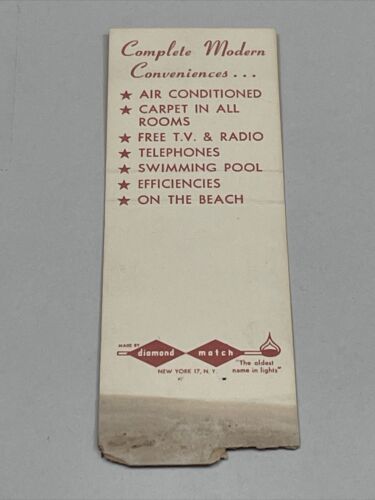 Complete Modern
Conveniences...
★ AIR CONDITIONED
★ CARPET IN ALL
ROOMS
★ FREE T.V. & RADIO
★ TELEPHONES
★ SWIMMING POOL
★ EFFICIENCIES
★ ON THE BEACH
MADE BY
diamond match
NEW YORK 17, N. Y.
"The oldest
name in lights"